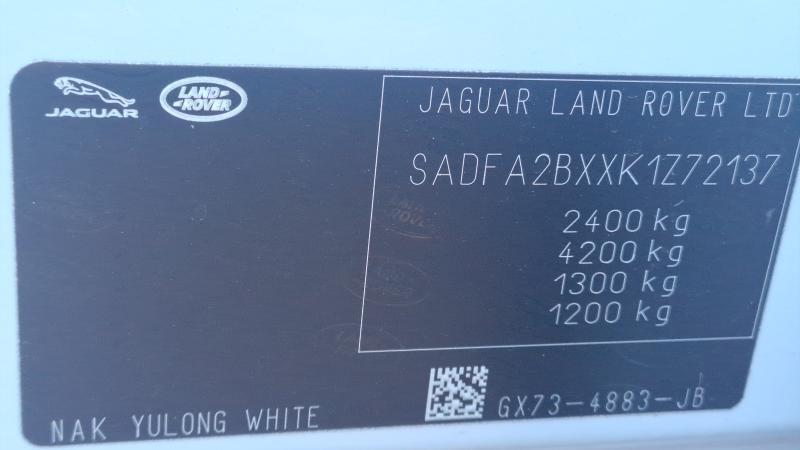 JAGUAR
LAND ROVER
JAGUAR LAND ROVER LTD
SADFA2BXXK1Z72137
2400 kg
4200 kg
1300 kg
1200 kg
NAK YULONG WHITE
GX73-4883-JB